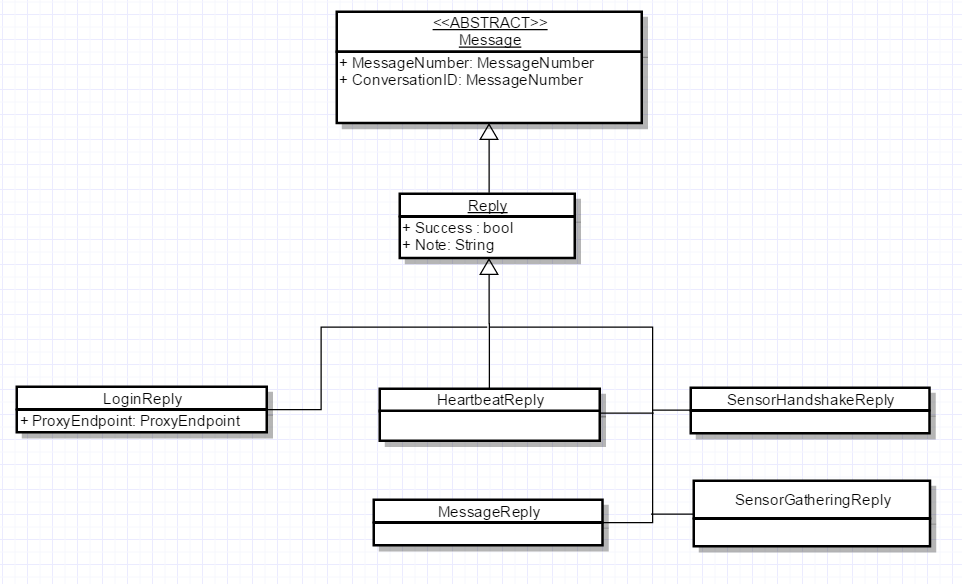 <<ABSTRACT>>
Message
+ MessageNumber: MessageNumber
+ ConversationID: MessageNumber
Reply
+ Success : bool
+ Note: String
LoginReply
+ ProxyEndpoint: ProxyEndpoint
HeartbeatReply
SensorHandshakeReply
MessageReply
SensorGatheringReply